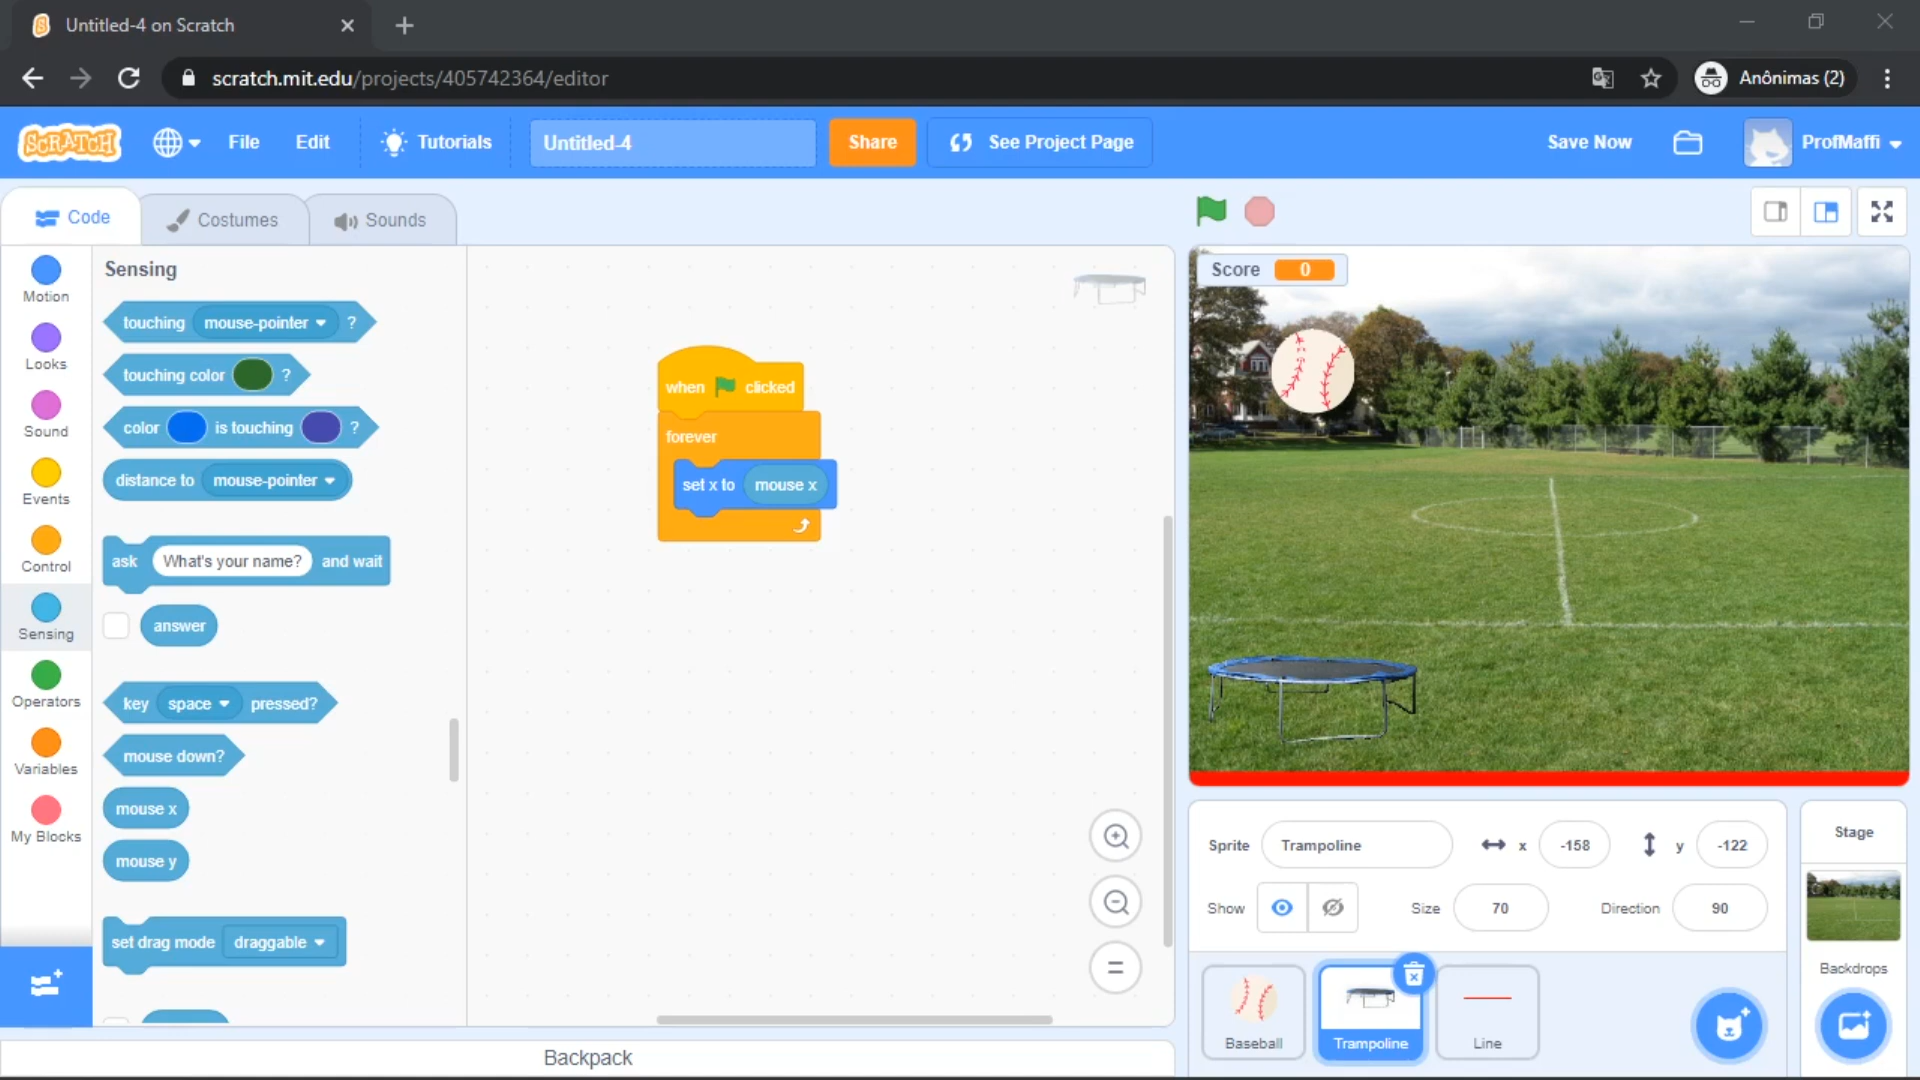 Untitled-4 on Scratch
scratch.mit.edu/projects/405742364/editor
Anônimas (2)
SCRATCH
File
Edit
Tutorials
Untitled-4
Share
See Project Page
Save Now
ProfMaffi
Code
Costumes
Sounds
Motion
Looks
Sound
Events
Control
Sensing
Operators
Variables
My Blocks
Sensing
touching mouse-pointer ?
touching color ?
color is touching ?
distance to mouse-pointer
ask What's your name? and wait
answer
key space pressed?
mouse down?
mouse x
mouse y
set drag mode draggable
when clicked
forever
set x to mouse x
Backpack
Score 0
Sprite Trampoline x -158 y -122
Show Size 70 Direction 90
Baseball
Trampoline
Line
Stage
Backdrops